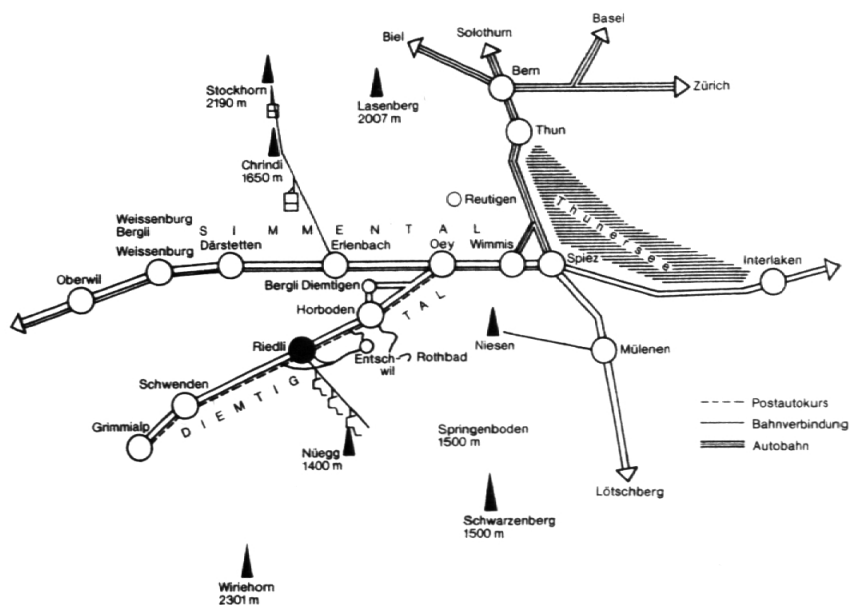 Basel
Solothurn
Biel
Bern
Zürich
Stockhorn
2190 m
Lasenberg
2007 m
Thun
Chrindi
1650 m
Reutigen
Thunersee
Weissenburg
Bergli
SIMMENTAL
Weissenburg
Därstetten
Erlenbach
Oey
Wimmis
Spiez
Interlaken
Oberwil
Bergli Diemtigen
Horboden
Riedli
Entsch-
wil
Rothbad
Niesen
Mülenen
Schwenden
DIEMTIGTAL
Grimmialp
Postautokurs
Bahnverbindung
Autobahn
Nüegg
1400 m
Springenboden
1500 m
Lötschberg
Schwarzenberg
1500 m
Wiriehorn
2301 m